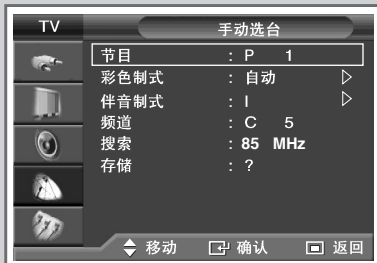 TV
手动选台
节目 : P 1
彩色制式 : 自动
伴音制式 : I
频道 : C 5
搜索 : 85 MHz
存储 : ?
移动 确认 返回